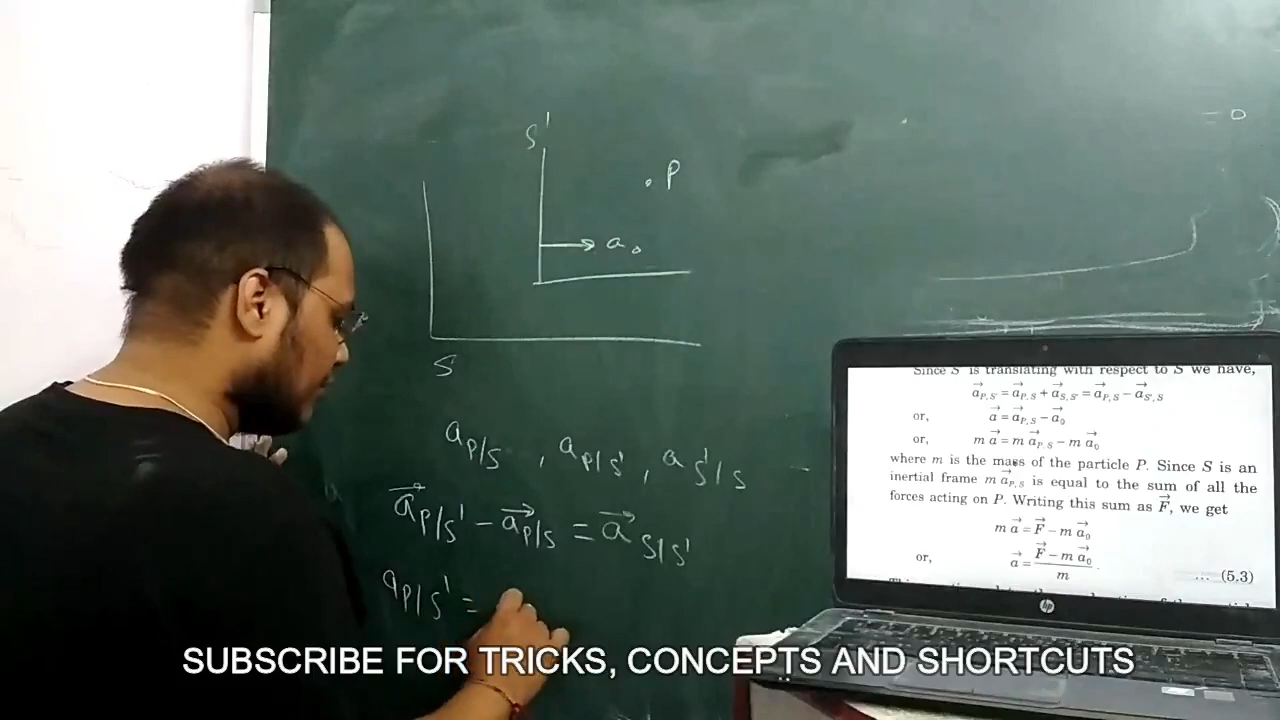 = 0
S'
. P
a₀
S
a P/S , a P/S' , a S'/S
a⃗ P/S' - a⃗ P/S = a⃗ S/S'
a P/S' =
Since S' is translating with respect to S we have,
a⃗ P,S' = a⃗ P,S + a⃗ S,S' = a⃗ P,S − a⃗ S',S
or, a⃗ = a⃗ P,S − a⃗₀
or, m a⃗ = m a⃗ P,S − m a⃗₀
where m is the mass of the particle P. Since S is an
inertial frame m a⃗ P,S is equal to the sum of all the
forces acting on P. Writing this sum as F⃗, we get
m a⃗ = F⃗ − m a⃗₀
or, a⃗ = (F⃗ − m a⃗₀) / m . ... (5.3)
hp
SUBSCRIBE FOR TRICKS, CONCEPTS AND SHORTCUTS